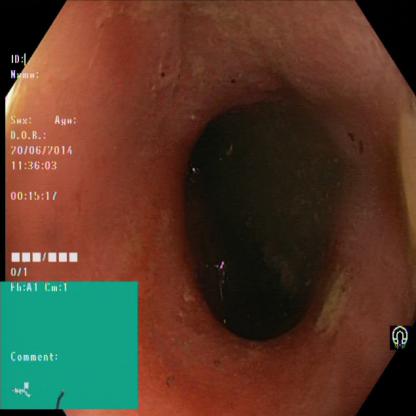 ID:
Name:
Sex: Age:
D.O.B.:
20/06/2014
11:36:03
00:15:17
■■■/■■■
0/1
Eh:A1 Cm:1
Comment: